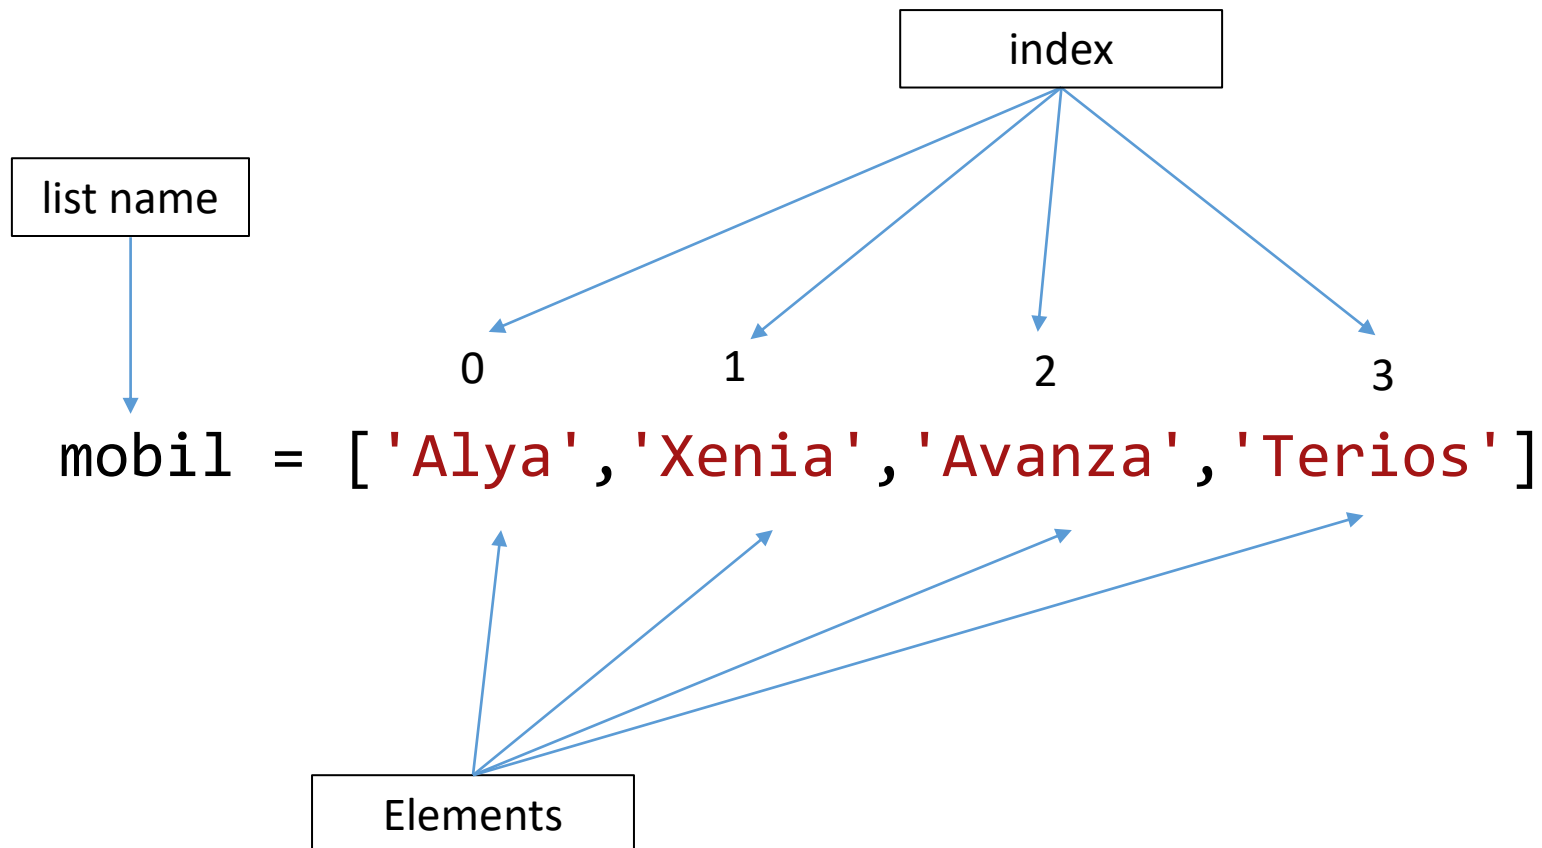 index
list name
0 1 2 3
mobil = ['Alya','Xenia','Avanza','Terios']
Elements